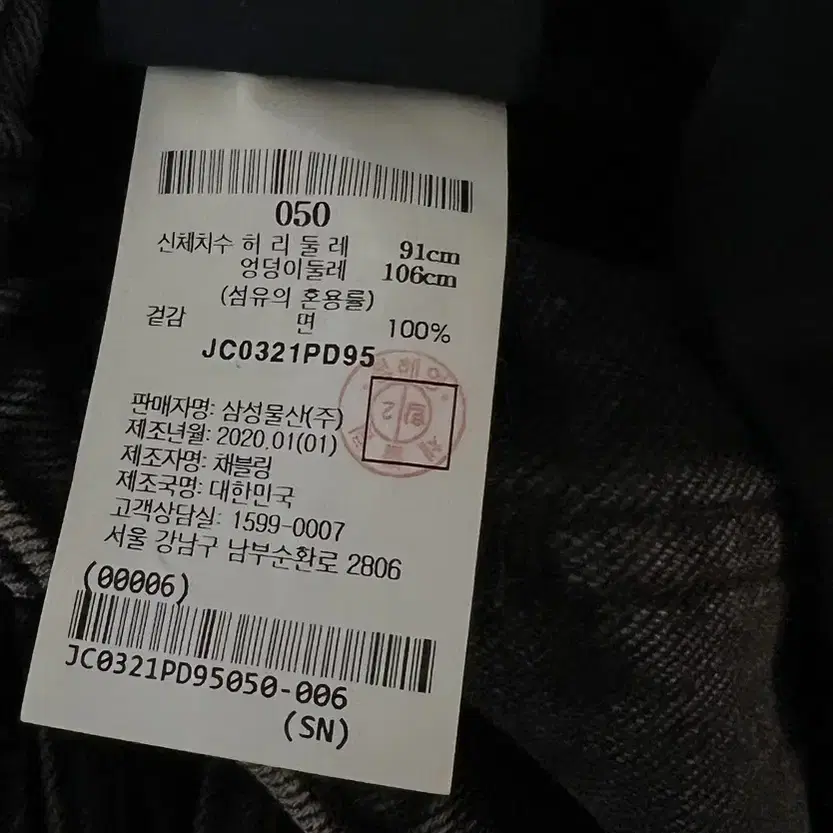 050
신체치수 허 리 둘 레 91cm
엉덩이둘레 106cm
(섬유의 혼용률)
겉감 면 100%
JC0321PD95
판매자명: 삼성물산(주)
제조년월: 2020.01(01)
제조자명: 채블링
제조국명: 대한민국
고객상담실: 1599-0007
서울 강남구 남부순환로 2806
(00006)
JC0321PD95050-006
(SN)